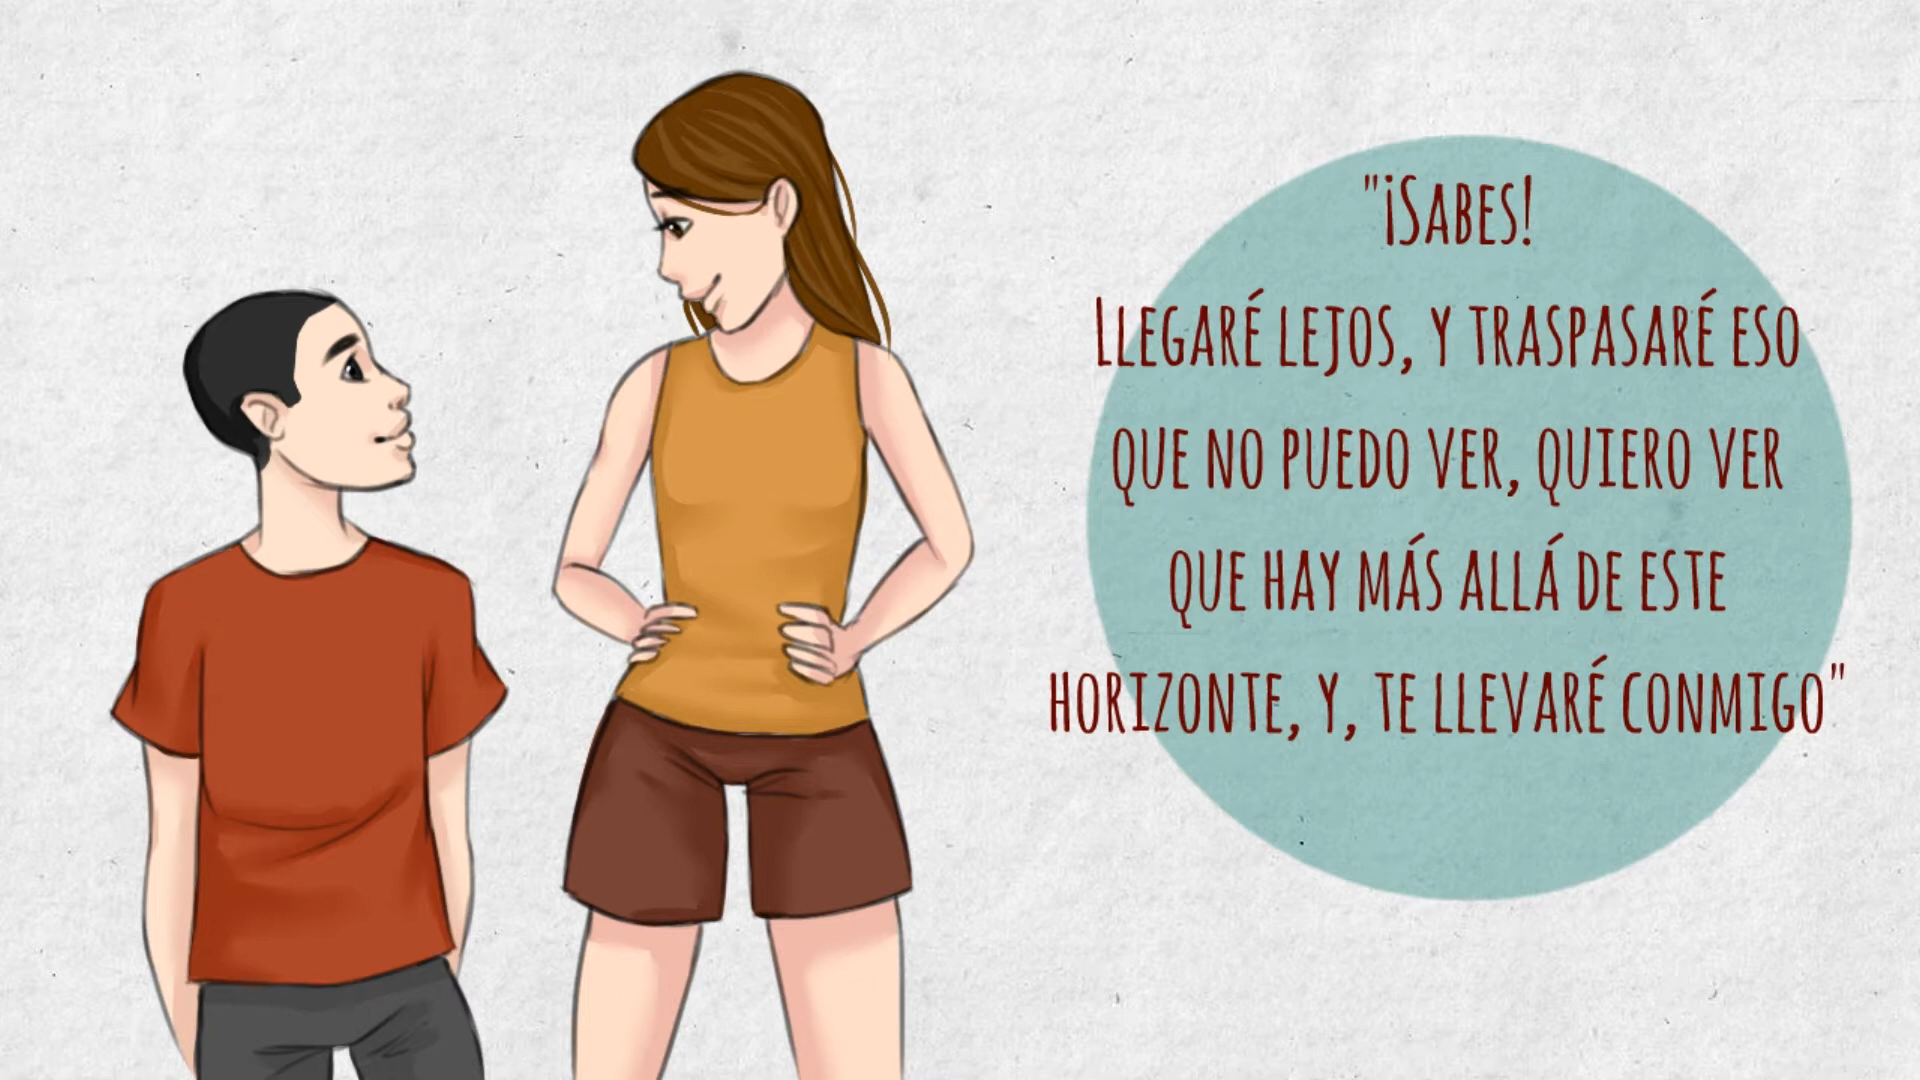 "¡Sabes!
Llegaré lejos, y traspasaré eso
que no puedo ver, quiero ver
que hay más allá de este
horizonte, y, te llevaré conmigo"